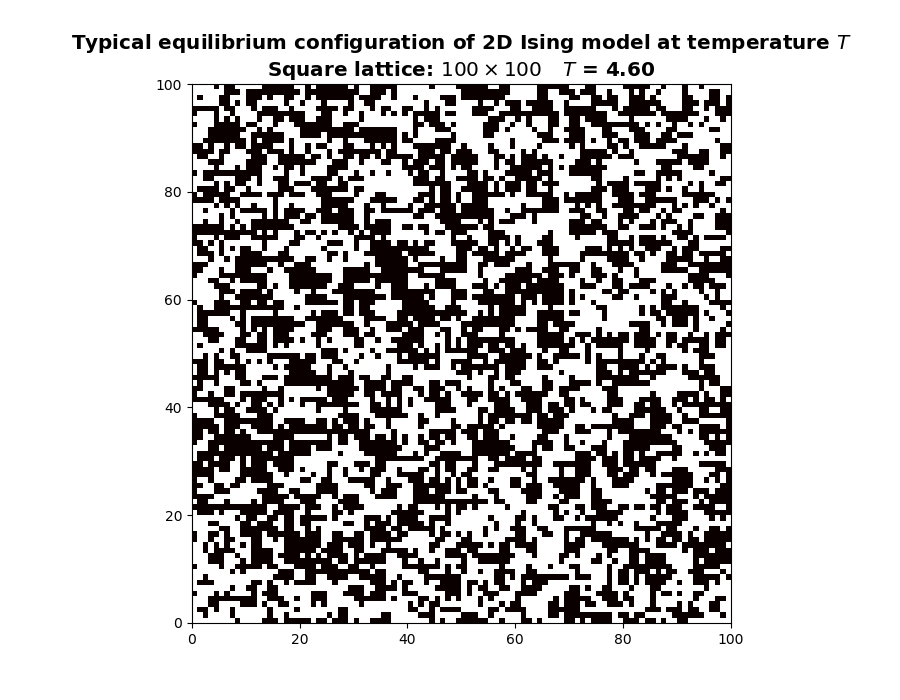 Typical equilibrium configuration of 2D Ising model at temperature T
Square lattice: 100 × 100 T = 4.60
100
80
60
40
20
0
0 20 40 60 80 100